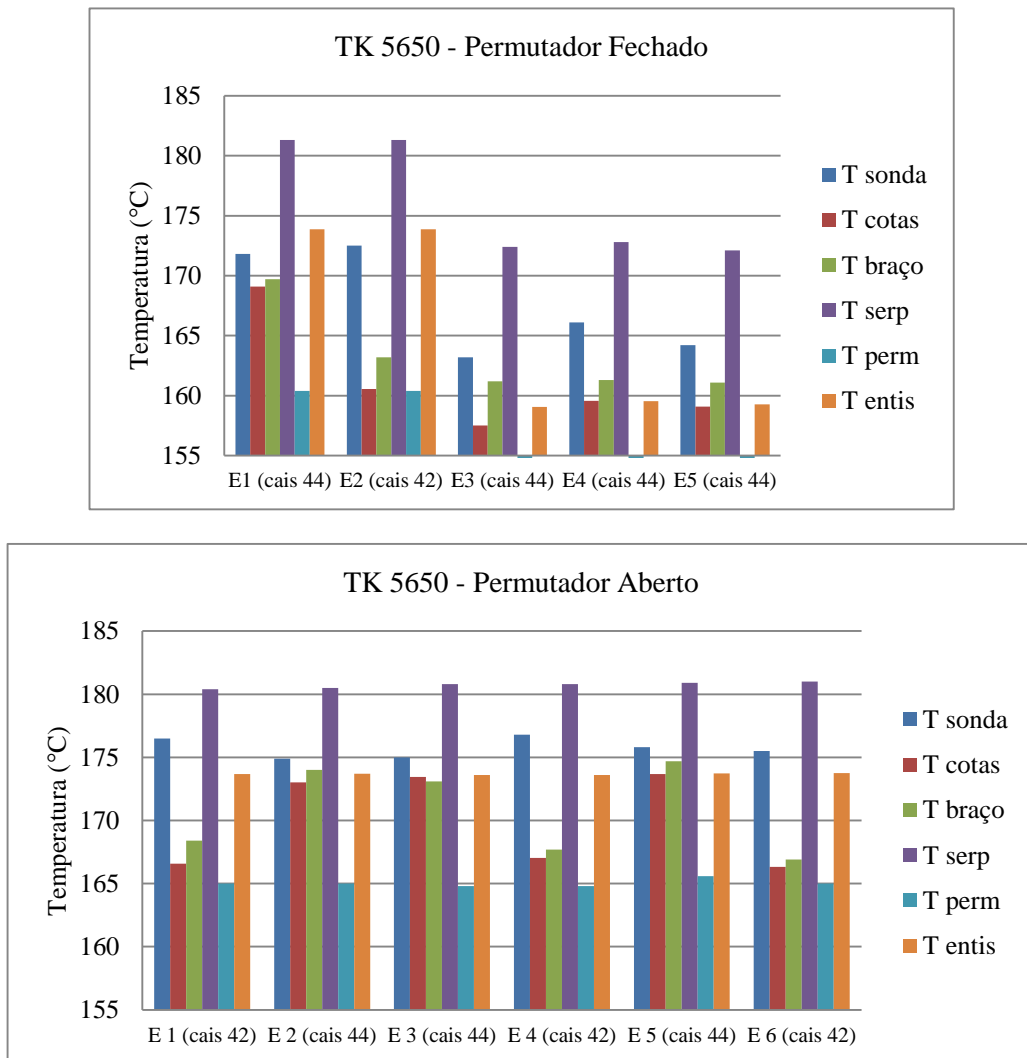 TK 5650 - Permutador Fechado
Temperatura (°C)
185
180
175
170
165
160
155
E1 (cais 44) E2 (cais 42) E3 (cais 44) E4 (cais 44) E5 (cais 44)
T sonda
T cotas
T braço
T serp
T perm
T entis
TK 5650 - Permutador Aberto
Temperatura (°C)
185
180
175
170
165
160
155
E 1 (cais 42) E 2 (cais 44) E 3 (cais 44) E 4 (cais 42) E 5 (cais 44) E 6 (cais 42)
T sonda
T cotas
T braço
T serp
T perm
T entis